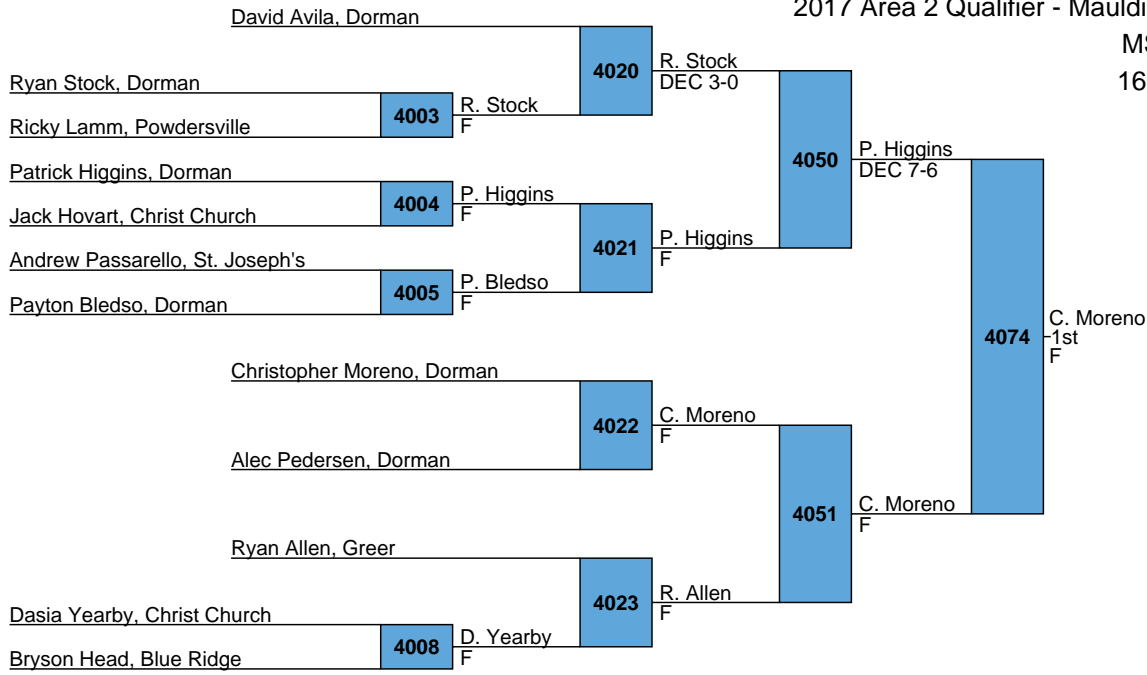 2017 Area 2 Qualifier - Mauldi
MS
16
David Avila, Dorman
4020
R. Stock
DEC 3-0
Ryan Stock, Dorman
4003
R. Stock
F
Ricky Lamm, Powdersville
4050
P. Higgins
DEC 7-6
Patrick Higgins, Dorman
4004
P. Higgins
F
Jack Hovart, Christ Church
4021
P. Higgins
F
Andrew Passarello, St. Joseph's
4005
P. Bledso
F
Payton Bledso, Dorman
4074
C. Moreno
1st
F
Christopher Moreno, Dorman
4022
C. Moreno
F
Alec Pedersen, Dorman
4051
C. Moreno
F
Ryan Allen, Greer
4023
R. Allen
F
Dasia Yearby, Christ Church
4008
D. Yearby
F
Bryson Head, Blue Ridge